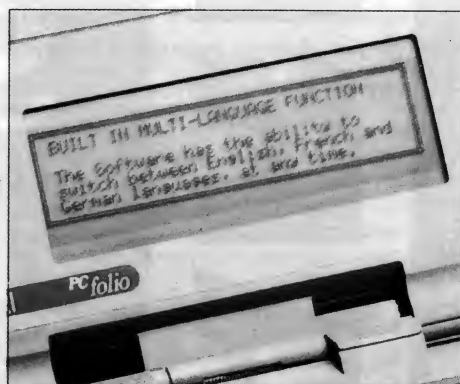 BUILT IN MULTI-LANGUAGE FUNCTION
The Software has the ability to
switch between English, French and
German languages, at any time.
PC folio